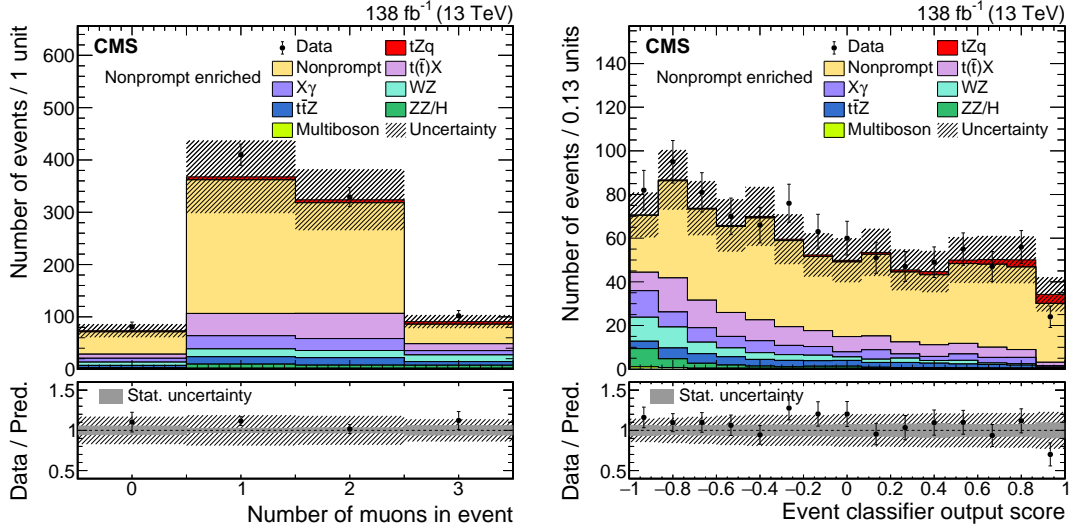 138 fb⁻¹ (13 TeV)
CMS
Nonprompt enriched
Data
tZq
Nonprompt
t(t̄)X
Xγ
WZ
tt̄Z
ZZ/H
Multiboson
Uncertainty
Number of events / 1 unit
600
500
400
300
200
100
0
Stat. uncertainty
Data / Pred.
1.5
1
0.5
0 1 2 3
Number of muons in event
138 fb⁻¹ (13 TeV)
CMS
Nonprompt enriched
Data
tZq
Nonprompt
t(t̄)X
Xγ
WZ
tt̄Z
ZZ/H
Multiboson
Uncertainty
Number of events / 0.13 units
140
120
100
80
60
40
20
0
Stat. uncertainty
Data / Pred.
1.5
1
0.5
−1 −0.8 −0.6 −0.4 −0.2 0 0.2 0.4 0.6 0.8 1
Event classifier output score